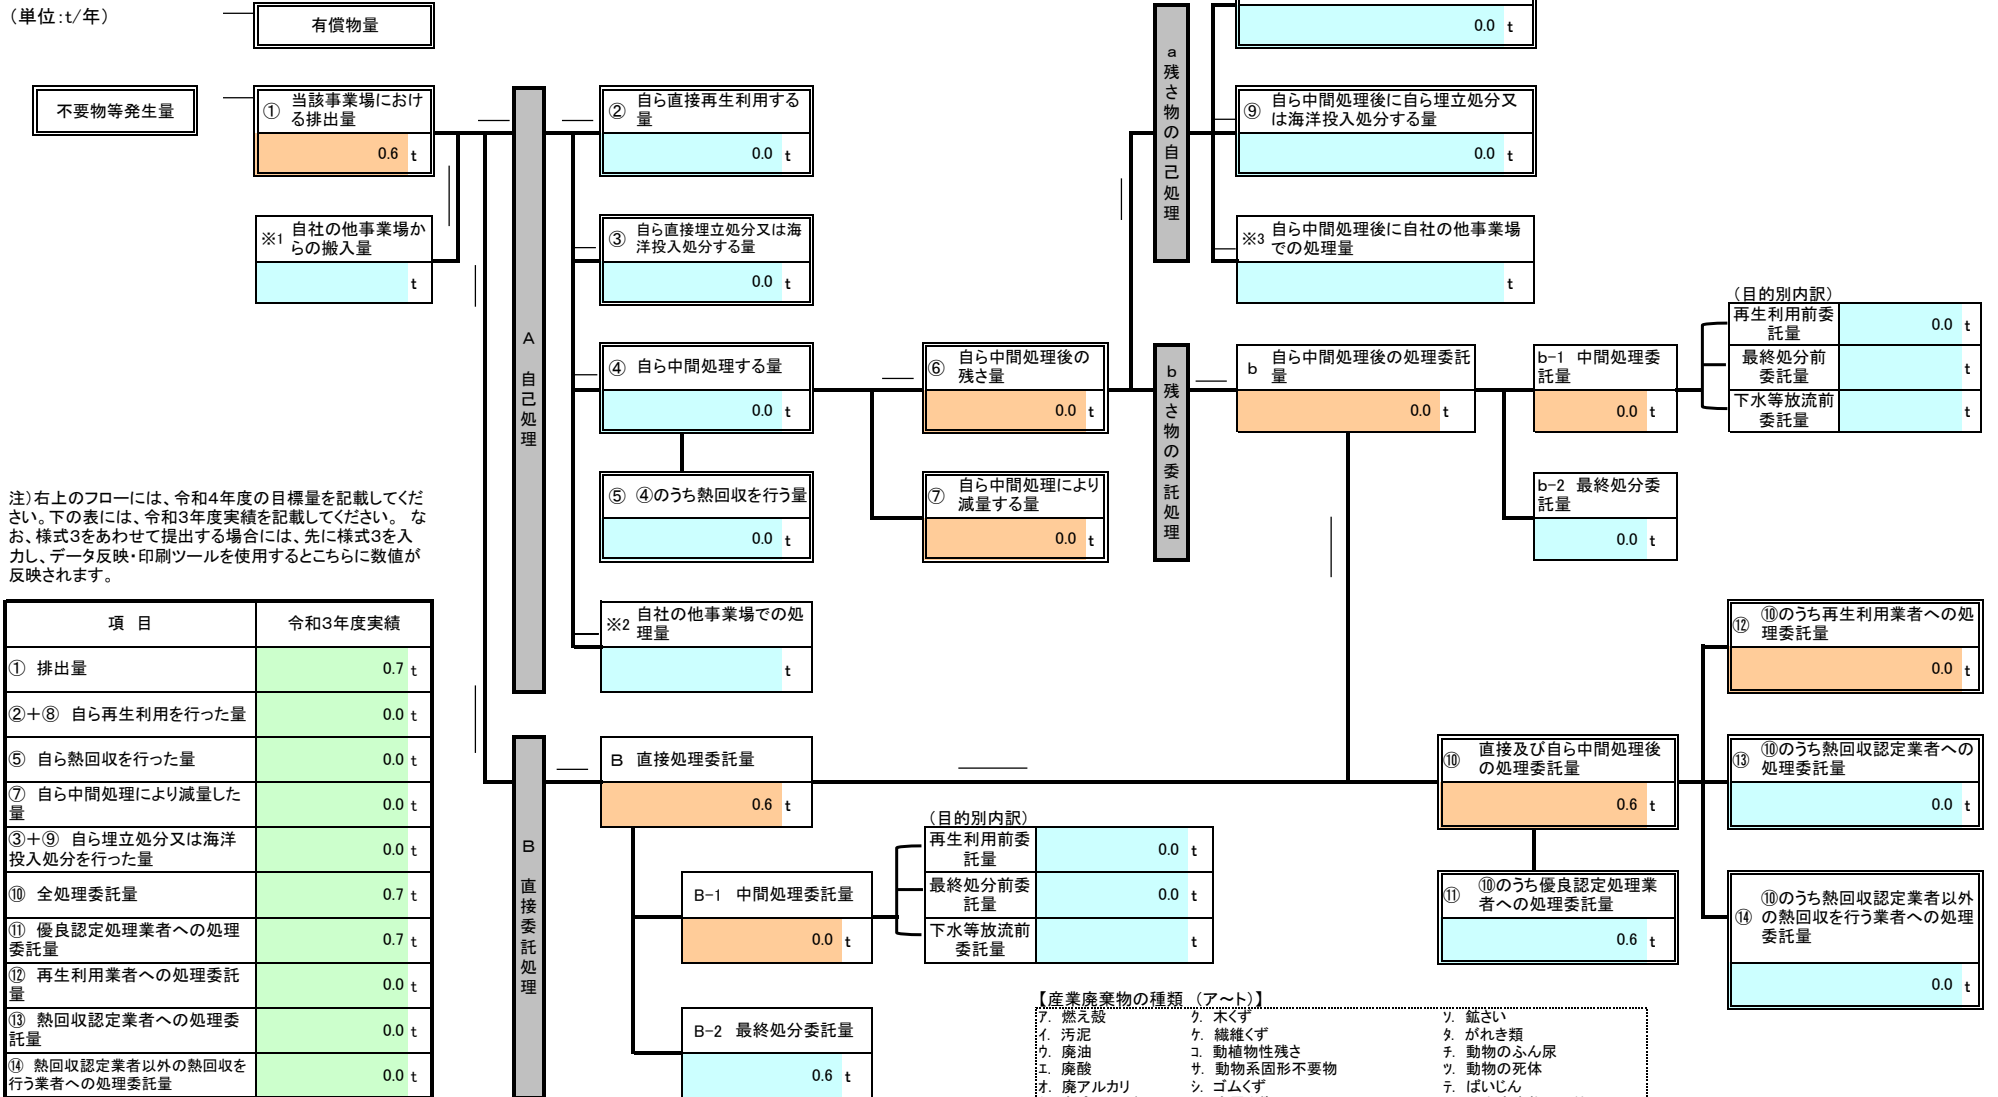 （単位：t/年）
有償物量
不要物等発生量
① 当該事業場におけ
る排出量
0.6 t
※1 自社の他事業場か
らの搬入量
t
A 自己処理
② 自ら直接再生利用する
量
0.0 t
③ 自ら直接埋立処分又は海
洋投入処分する量
0.0 t
④ 自ら中間処理する量
0.0 t
⑤ ④のうち熱回収を行う量
0.0 t
※2 自社の他事業場での処
理量
t
⑥ 自ら中間処理後の
残さ量
0.0 t
⑦ 自ら中間処理により
減量する量
0.0 t
a 残さ物の自己処理
0.0 t
⑨ 自ら中間処理後に自ら埋立処分又
は海洋投入処分する量
0.0 t
※3 自ら中間処理後に自社の他事業場
での処理量
t
b 残さ物の委託処理
b 自ら中間処理後の処理委託
量
0.0 t
b-1 中間処理委
託量
0.0 t
b-2 最終処分委
託量
0.0 t
（目的別内訳）
再生利用前委
託量
0.0 t
最終処分前
委託量
t
下水等放流前
委託量
t
注）右上のフローには、令和4年度の目標量を記載してくだ
さい。下の表には、令和3年度実績を記載してください。 な
お、様式3をあわせて提出する場合には、先に様式3を入
力し、データ反映・印刷ツールを使用するとこちらに数値が
反映されます。
項 目 令和3年度実績
① 排出量 0.7 t
②＋⑧ 自ら再生利用を行った量 0.0 t
⑤ 自ら熱回収を行った量 0.0 t
⑦ 自ら中間処理により減量した
量 0.0 t
③＋⑨ 自ら埋立処分又は海洋
投入処分を行った量 0.0 t
⑩ 全処理委託量 0.7 t
⑪ 優良認定処理業者への処理
委託量 0.7 t
⑫ 再生利用業者への処理委託
量 0.0 t
⑬ 熱回収認定業者への処理委
託量 0.0 t
⑭ 熱回収認定業者以外の熱回収を
行う業者への処理委託量 0.0 t
B 直接委託処理
B 直接処理委託量
0.6 t
B-1 中間処理委託量
0.0 t
B-2 最終処分委託量
0.6 t
（目的別内訳）
再生利用前委
託量
0.0 t
最終処分前委
託量
0.0 t
下水等放流前
委託量
t
⑩ 直接及び自ら中間処理後
の処理委託量
0.6 t
⑪ ⑩のうち優良認定処理業
者への処理委託量
0.6 t
⑫ ⑩のうち再生利用業者への処
理委託量
0.0 t
⑬ ⑩のうち熱回収認定業者への
処理委託量
0.0 t
⑭ ⑩のうち熱回収認定業者以外
の熱回収を行う業者への処理
委託量
0.0 t
【産業廃棄物の種類 （ア～ト）】
ア. 燃え殻 ク. 木くず ソ. 鉱さい
イ. 汚泥 ケ. 繊維くず タ. がれき類
ウ. 廃油 コ. 動植物性残さ チ. 動物のふん尿
エ. 廃酸 サ. 動物系固形不要物 ツ. 動物の死体
オ. 廃アルカリ シ. ゴムくず テ. ばいじん